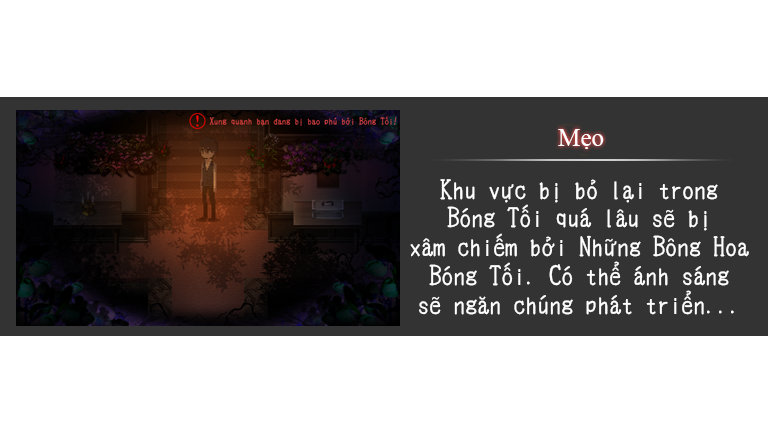 Xung quanh bạn đang bị bao phủ bởi Bóng Tối!
Mẹo
Khu vực bị bỏ lại trong
Bóng Tối quá lâu sẽ bị
xâm chiếm bởi Những Bông Hoa
Bóng Tối. Có thể ánh sáng
sẽ ngăn chúng phát triển...